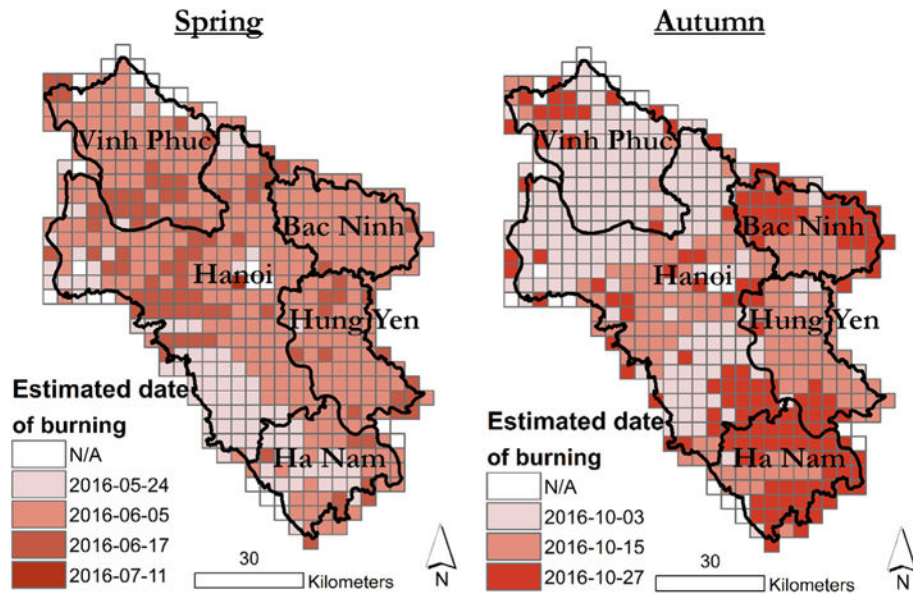 Spring
Vinh Phuc
Bac Ninh
Hanoi
Hung Yen
Ha Nam
Estimated date
of burning
N/A
2016-05-24
2016-06-05
2016-06-17
2016-07-11
30
Kilometers
N
Autumn
Vinh Phuc
Bac Ninh
Hanoi
Hung Yen
Ha Nam
Estimated date
of burning
N/A
2016-10-03
2016-10-15
2016-10-27
30
Kilometers
N